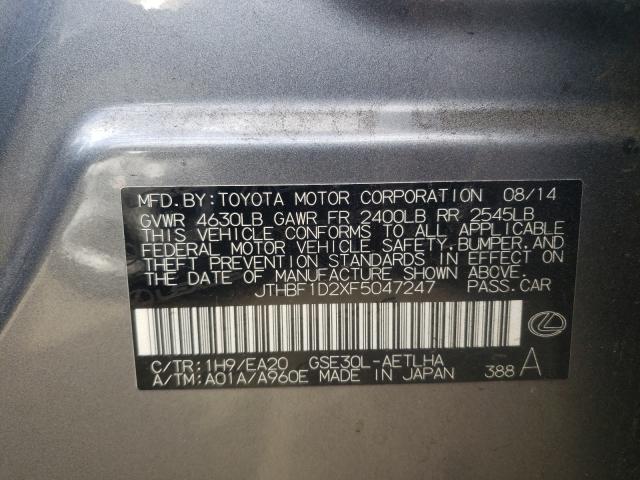 MFD.BY:TOYOTA MOTOR CORPORATION 08/14
GVWR 4630LB GAWR FR 2400LB RR 2545LB
THIS VEHICLE CONFORMS TO ALL APPLICABLE
FEDERAL MOTOR VEHICLE SAFETY,BUMPER,AND
THEFT PREVENTION STANDARDS IN EFFECT ON
THE DATE OF MANUFACTURE SHOWN ABOVE.
JTHBF1D2XF5047247 PASS.CAR
C/TR:1H9/EA20 GSE30L-AETLHA
A/TM:A01A/A960E MADE IN JAPAN 388 A